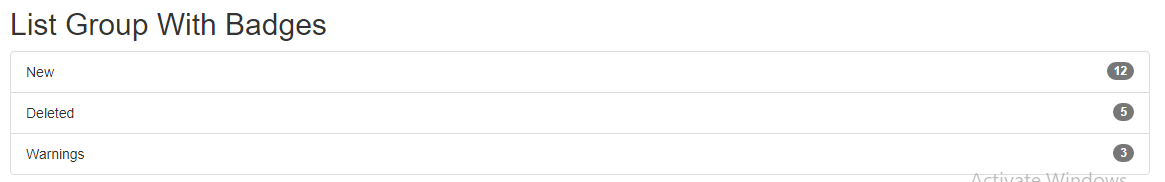 List Group With Badges
New 12
Deleted 5
Warnings 3
Activate Windows